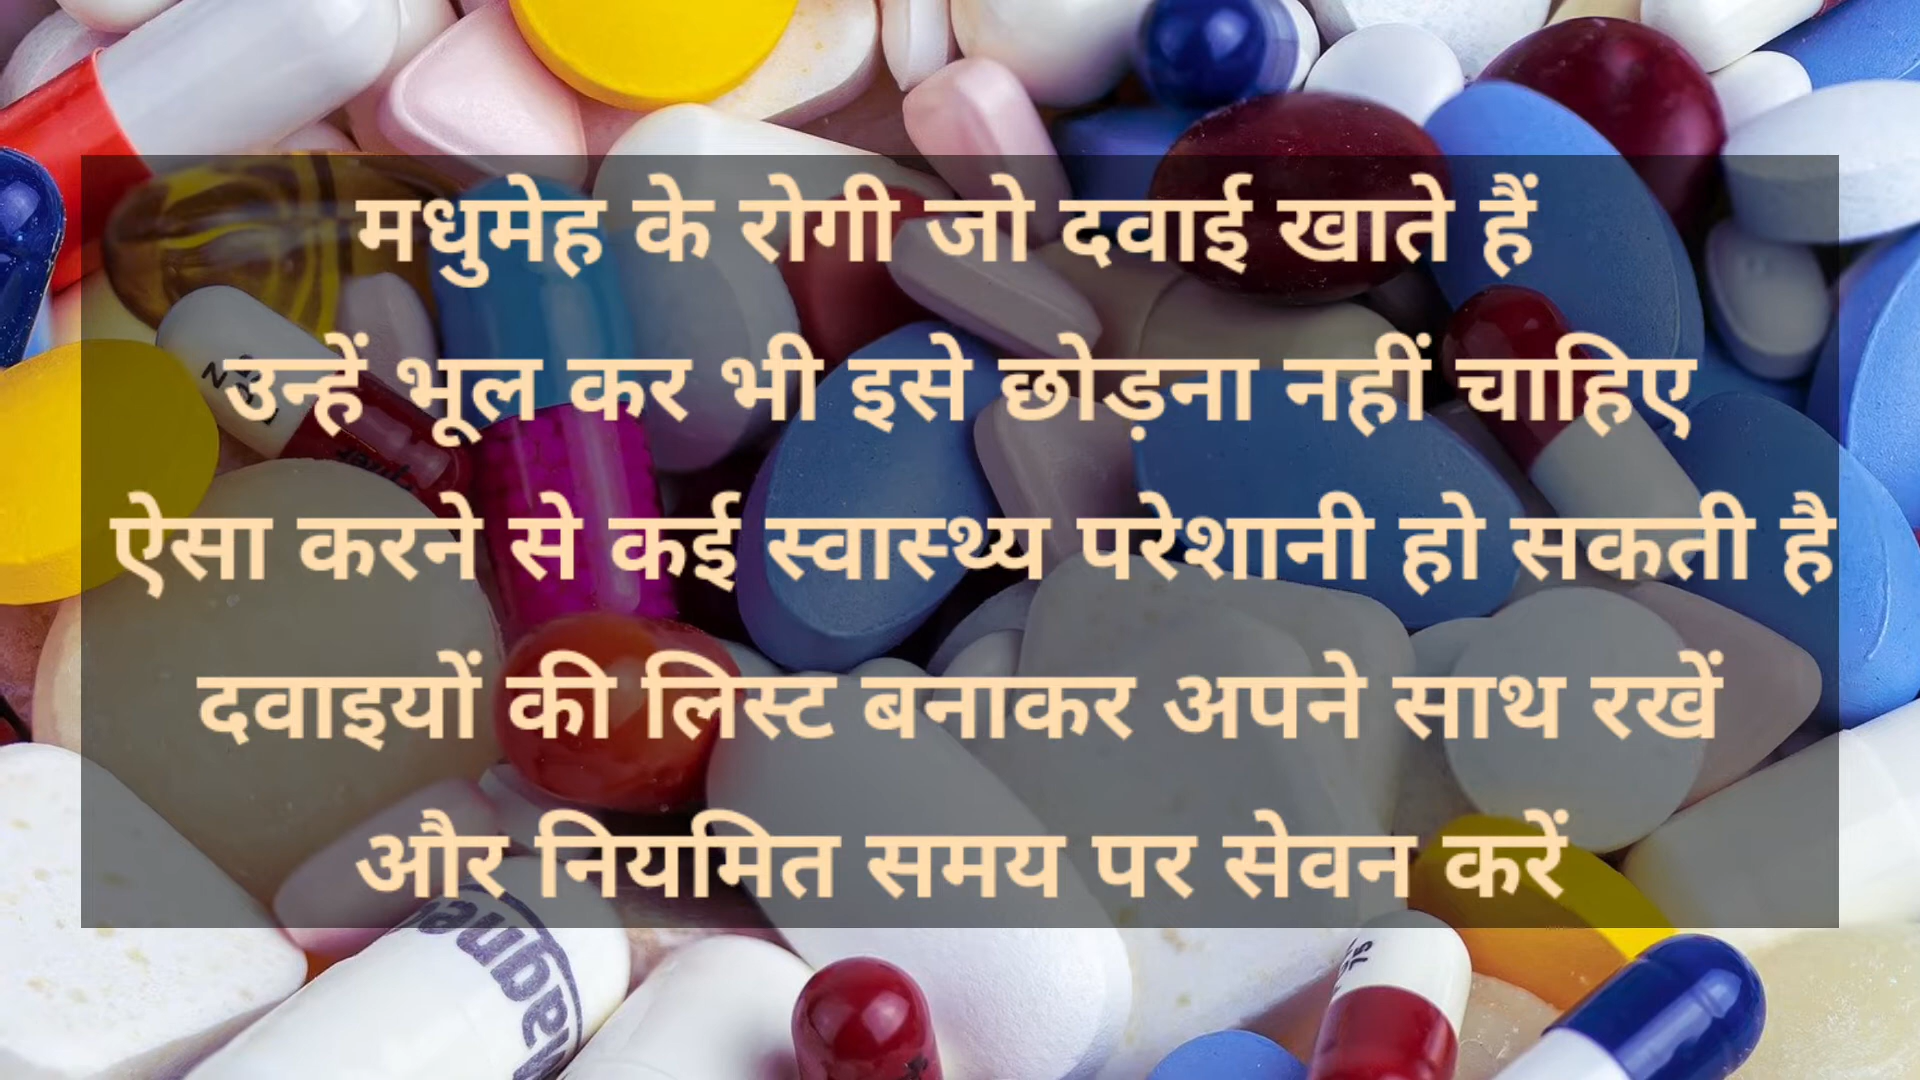 मधुमेह के रोगी जो दवाई खाते हैं
उन्हें भूल कर भी इसे छोड़ना नहीं चाहिए
ऐसा करने से कई स्वास्थ्य परेशानी हो सकती है
दवाइयों की लिस्ट बनाकर अपने साथ रखें
और नियमित समय पर सेवन करें